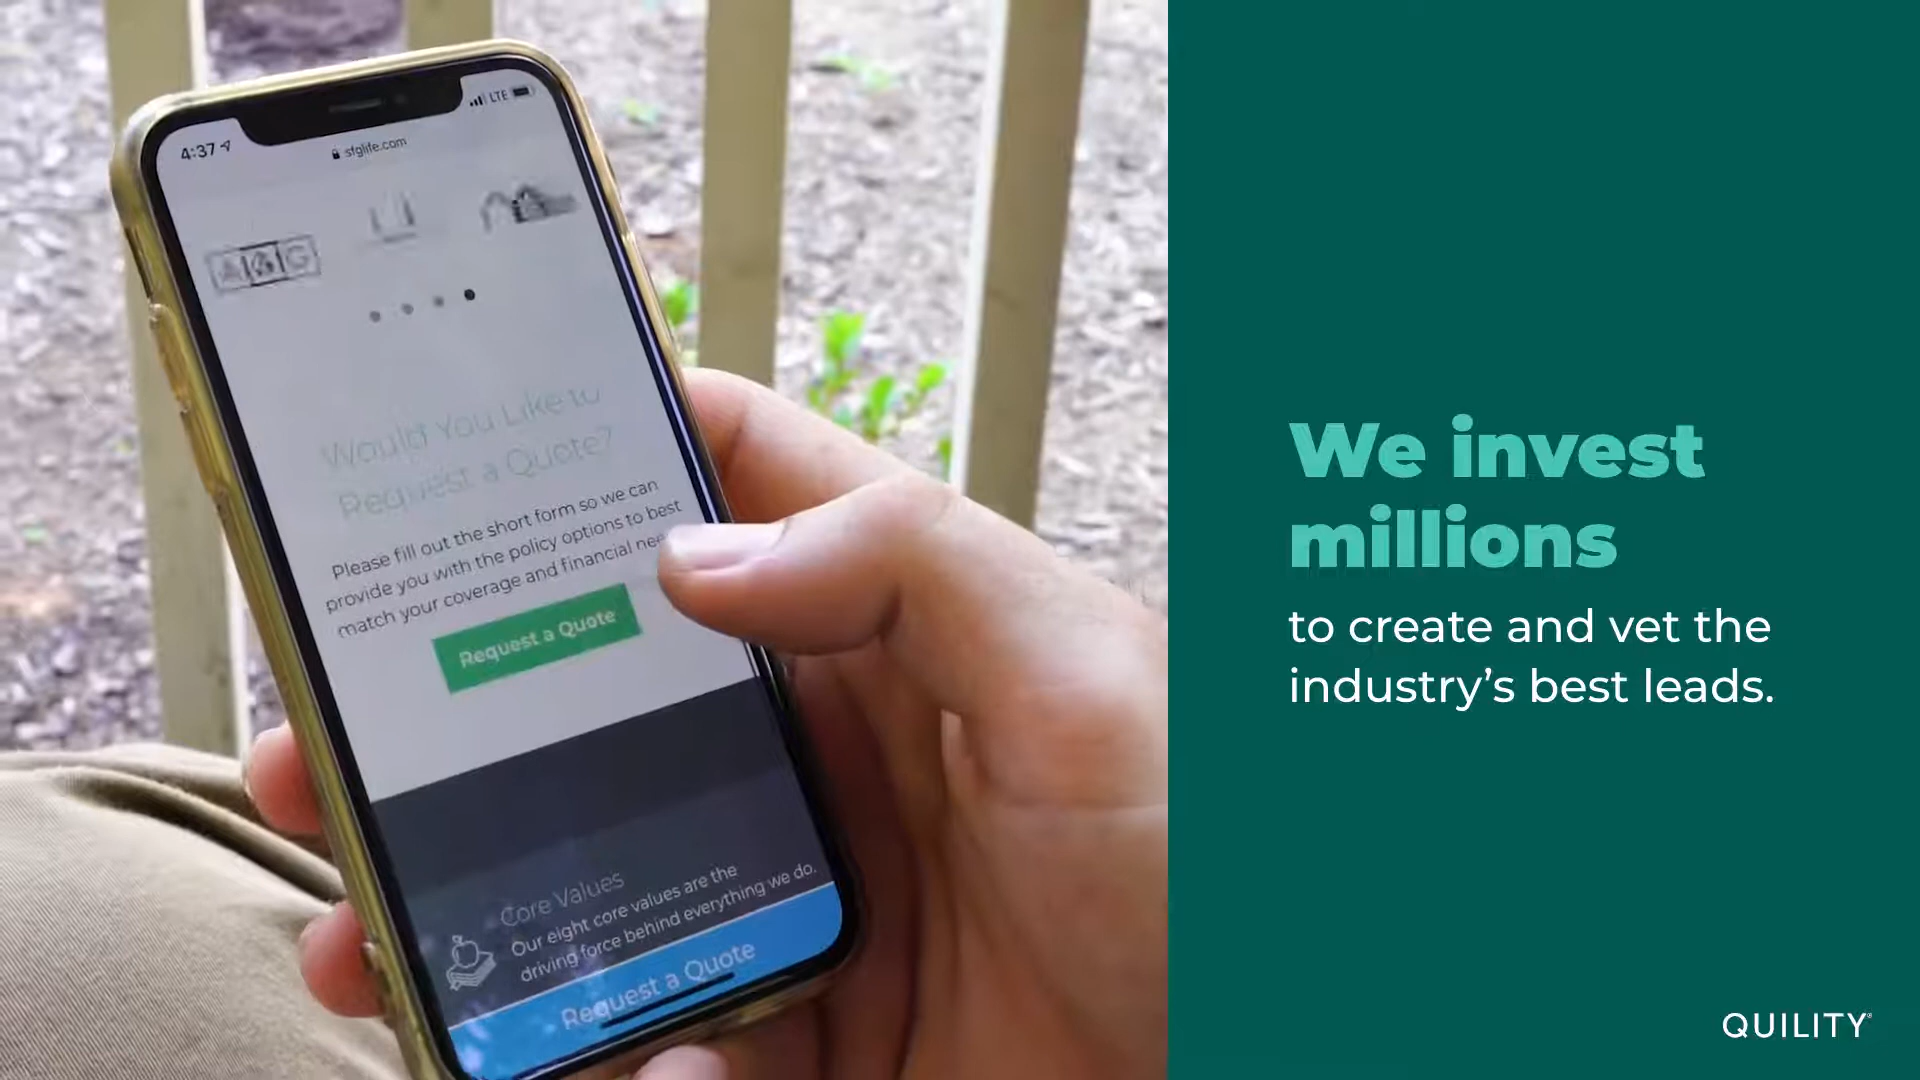 4:37
LTE
sfglife.com
Would You Like to
Request a Quote?
Please fill out the short form so we can
provide you with the policy options to best
match your coverage and financial
Request a Quote
Core Values
Our eight core values are the
driving force behind everything we do.
Request a Quote
We invest
millions
to create and vet the
industry’s best leads.
QUILITY®